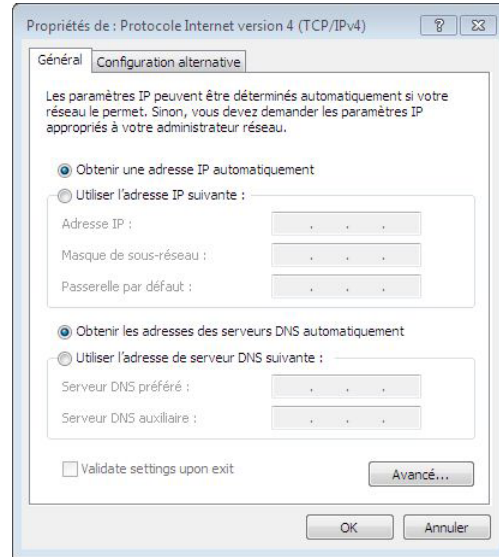 Propriétés de : Protocole Internet version 4 (TCP/IPv4)
Général
Configuration alternative
Les paramètres IP peuvent être déterminés automatiquement si votre
réseau le permet. Sinon, vous devez demander les paramètres IP
appropriés à votre administrateur réseau.
Obtenir une adresse IP automatiquement
Utiliser l'adresse IP suivante :
Adresse IP :
Masque de sous-réseau :
Passerelle par défaut :
Obtenir les adresses des serveurs DNS automatiquement
Utiliser l'adresse de serveur DNS suivante :
Serveur DNS préféré :
Serveur DNS auxiliaire :
Validate settings upon exit
Avancé...
OK
Annuler